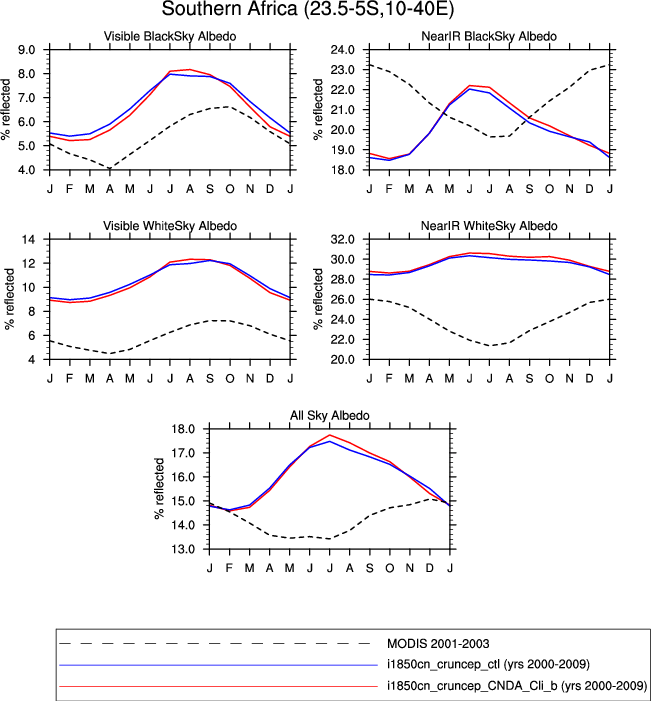 Southern Africa (23.5-5S,10-40E)
Visible BlackSky Albedo
% reflected
9.0
8.0
7.0
6.0
5.0
4.0
J F M A M J J A S O N D J
NearIR BlackSky Albedo
% reflected
24.0
23.0
22.0
21.0
20.0
19.0
18.0
J F M A M J J A S O N D J
Visible WhiteSky Albedo
% reflected
14
12
10
8
6
4
J F M A M J J A S O N D J
NearIR WhiteSky Albedo
% reflected
32.0
30.0
28.0
26.0
24.0
22.0
20.0
J F M A M J J A S O N D J
All Sky Albedo
% reflected
18.0
17.0
16.0
15.0
14.0
13.0
J F M A M J J A S O N D J
MODIS 2001-2003
i1850cn_cruncep_ctl (yrs 2000-2009)
i1850cn_cruncep_CNDA_Cli_b (yrs 2000-2009)